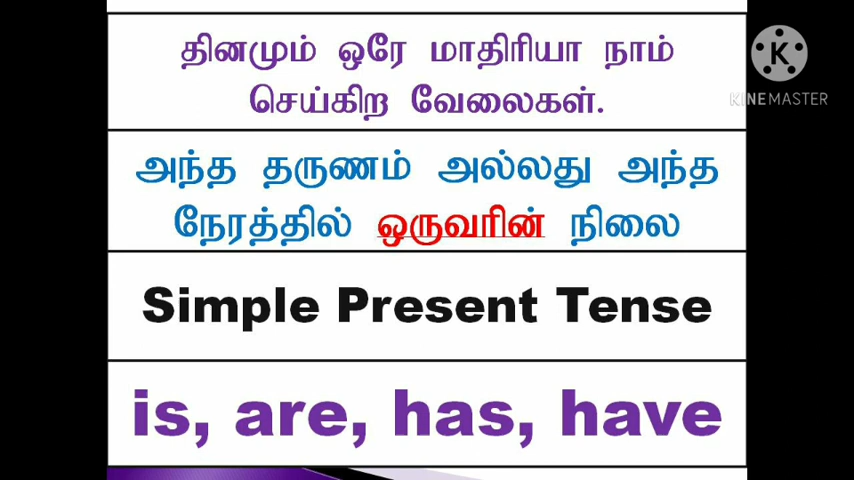 தினமும் ஒரே மாதிரியா நாம்
செய்கிற வேலைகள்.
அந்த தருணம் அல்லது அந்த
நேரத்தில் ஒருவரின் நிலை
Simple Present Tense
is, are, has, have
K
KINEMASTER